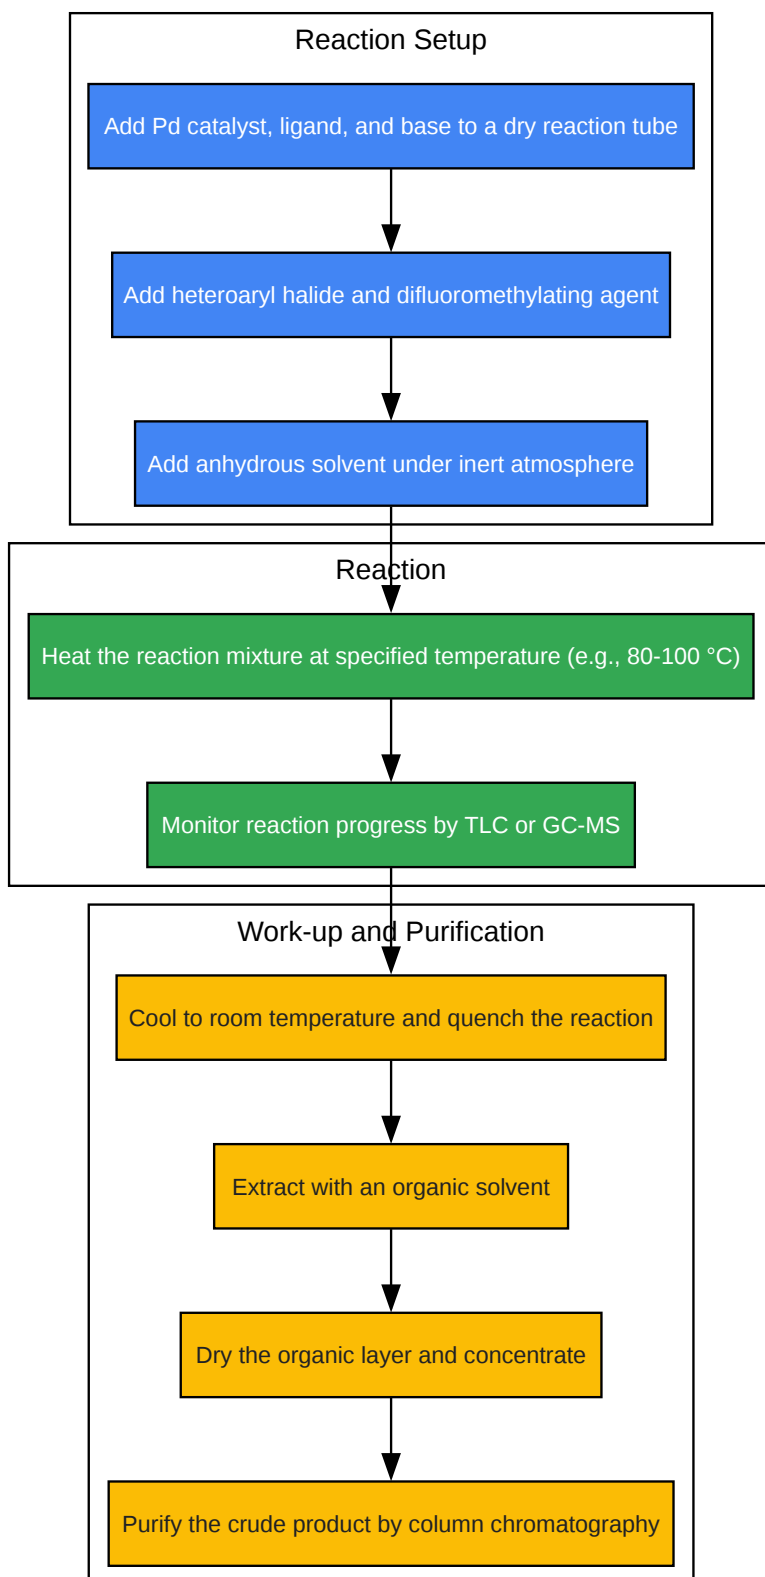 Reaction Setup
Add Pd catalyst, ligand, and base to a dry reaction tube
Add heteroaryl halide and difluoromethylating agent
Add anhydrous solvent under inert atmosphere
Reaction
Heat the reaction mixture at specified temperature (e.g., 80-100 °C)
Monitor reaction progress by TLC or GC-MS
Work-up and Purification
Cool to room temperature and quench the reaction
Extract with an organic solvent
Dry the organic layer and concentrate
Purify the crude product by column chromatography